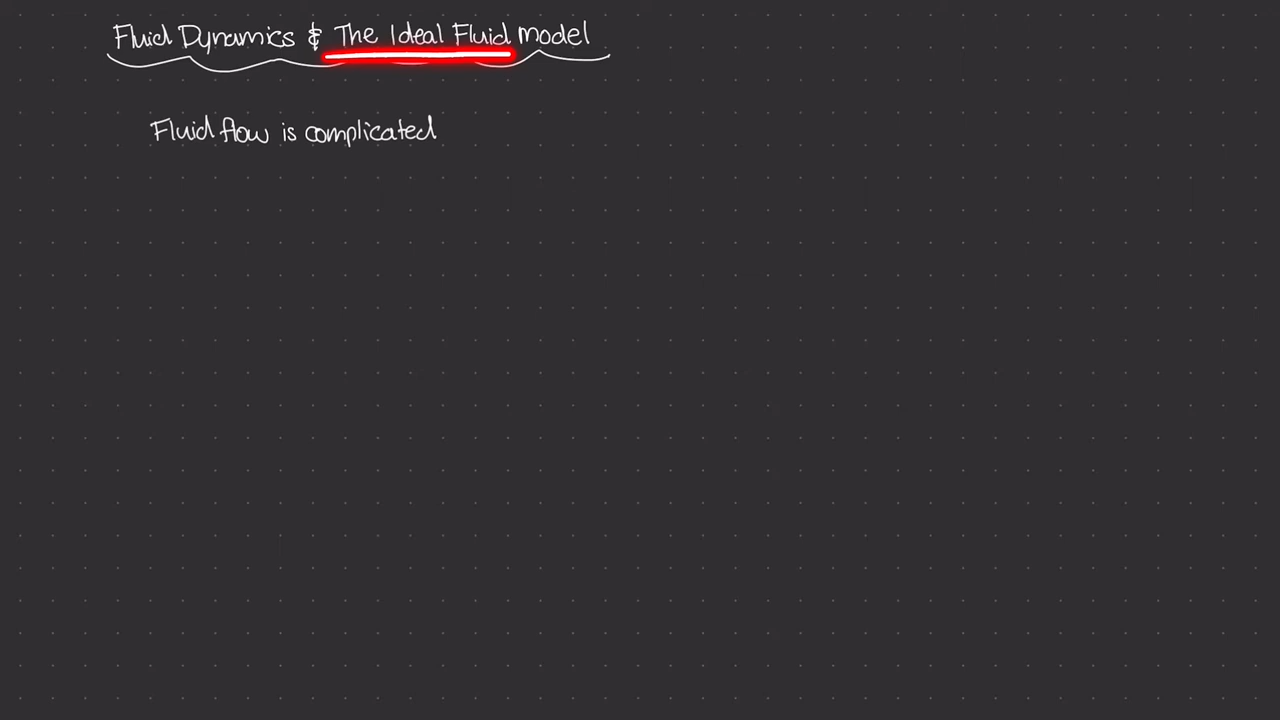 Fluid Dynamics & The Ideal Fluid model
Fluid flow is complicated